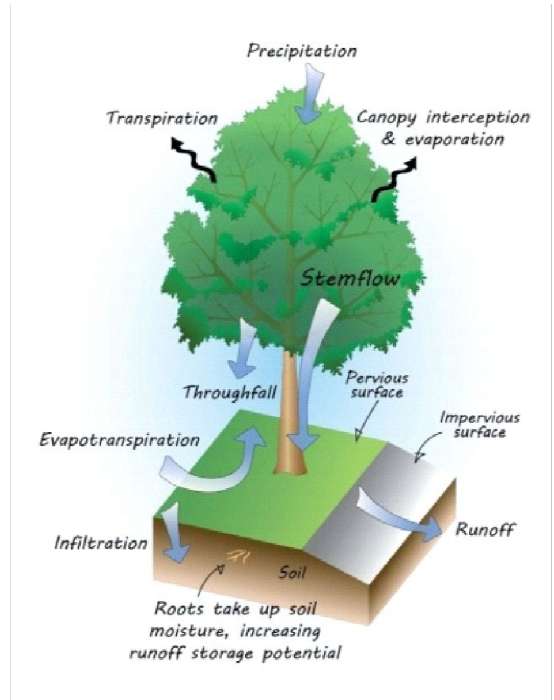 Precipitation
Transpiration
Canopy interception
& evaporation
Stemflow
Throughfall
Pervious
surface
Impervious
surface
Evapotranspiration
Runoff
Infiltration
Soil
Roots take up soil
moisture, increasing
runoff storage potential